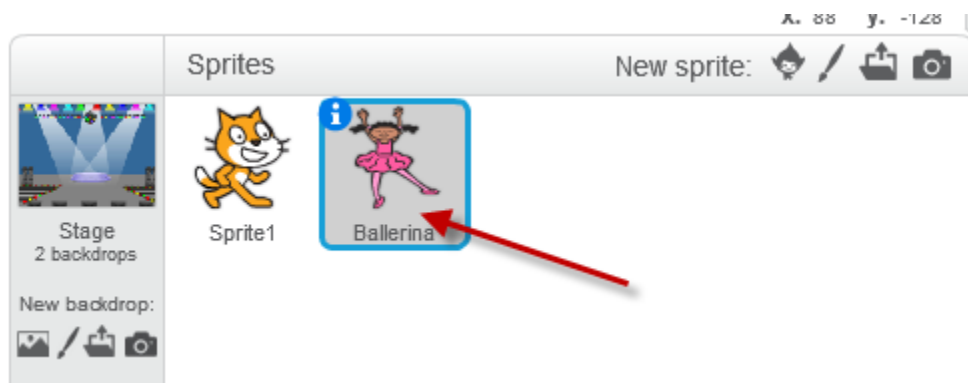 x: 88 y: -128
Sprites
New sprite:
Sprite1
Ballerina
Stage
2 backdrops
New backdrop: